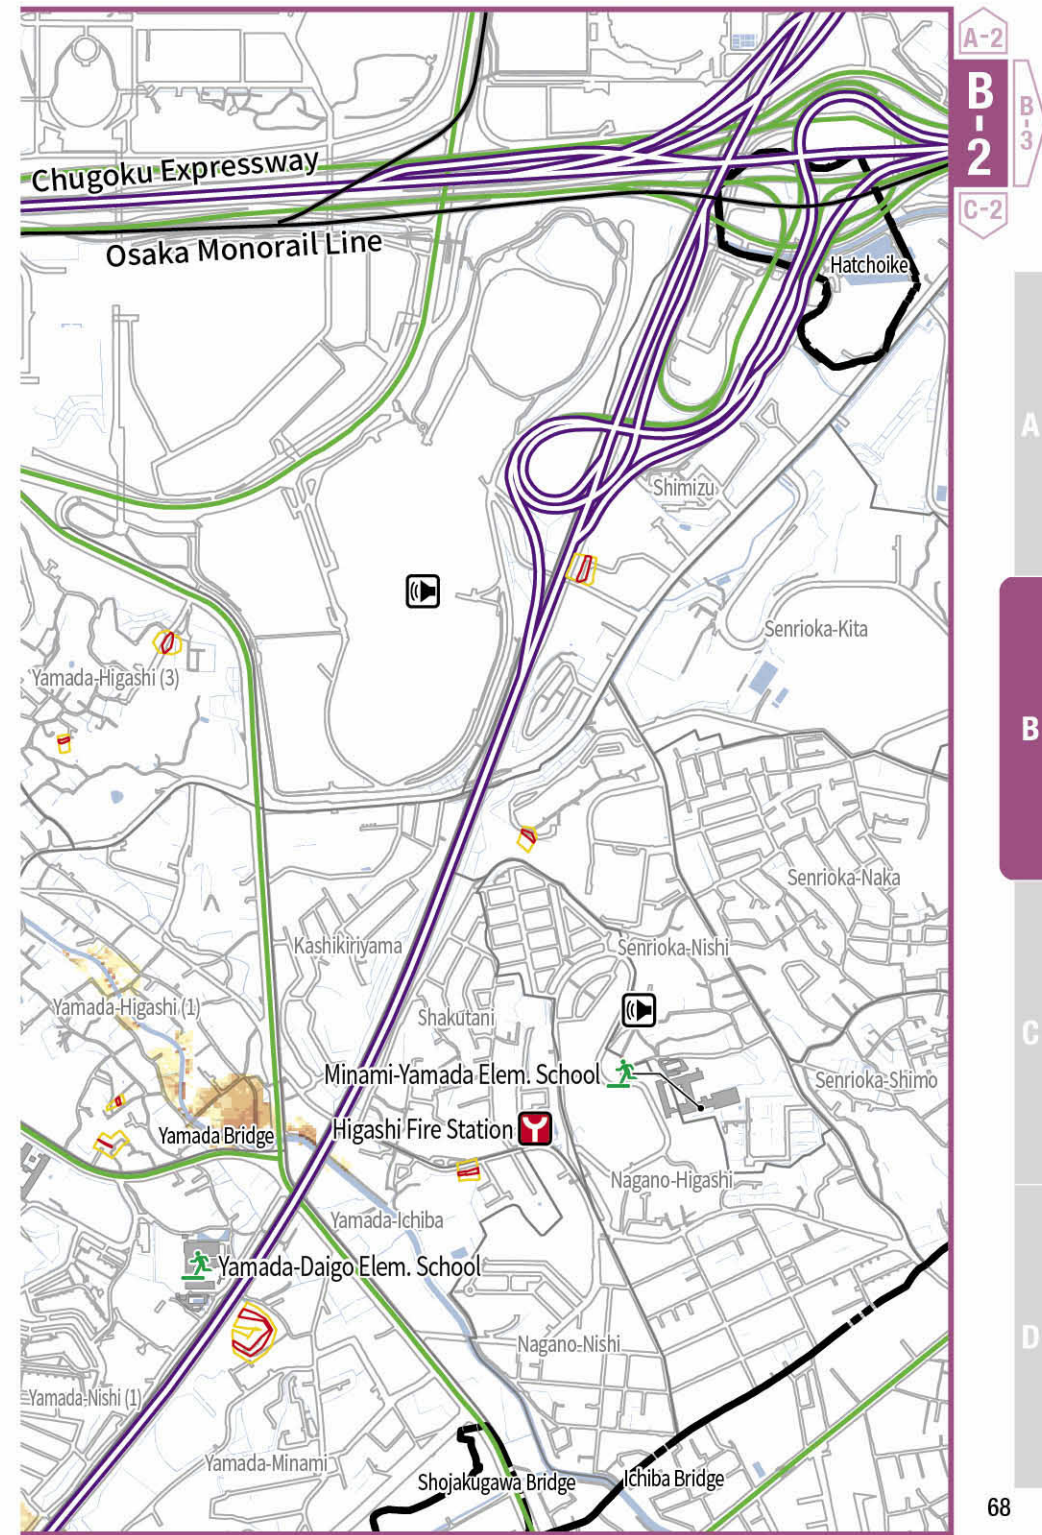 A-2
B-2
B-3
C-2
Chugoku Expressway
Osaka Monorail Line
Hatchoike
A
Shimizu
B
Senrioka-Kita
Yamada-Higashi (3)
Senrioka-Naka
Kashikiriyama
Senrioka-Nishi
Yamada-Higashi (1)
Shakutani
C
Minami-Yamada Elem. School
Senrioka-Shimo
Yamada Bridge
Higashi Fire Station
Nagano-Higashi
Yamada-Ichiba
Yamada-Daigo Elem. School
D
Nagano-Nishi
Yamada-Nishi (1)
Yamada-Minami
Shojakugawa Bridge
Ichiba Bridge
68